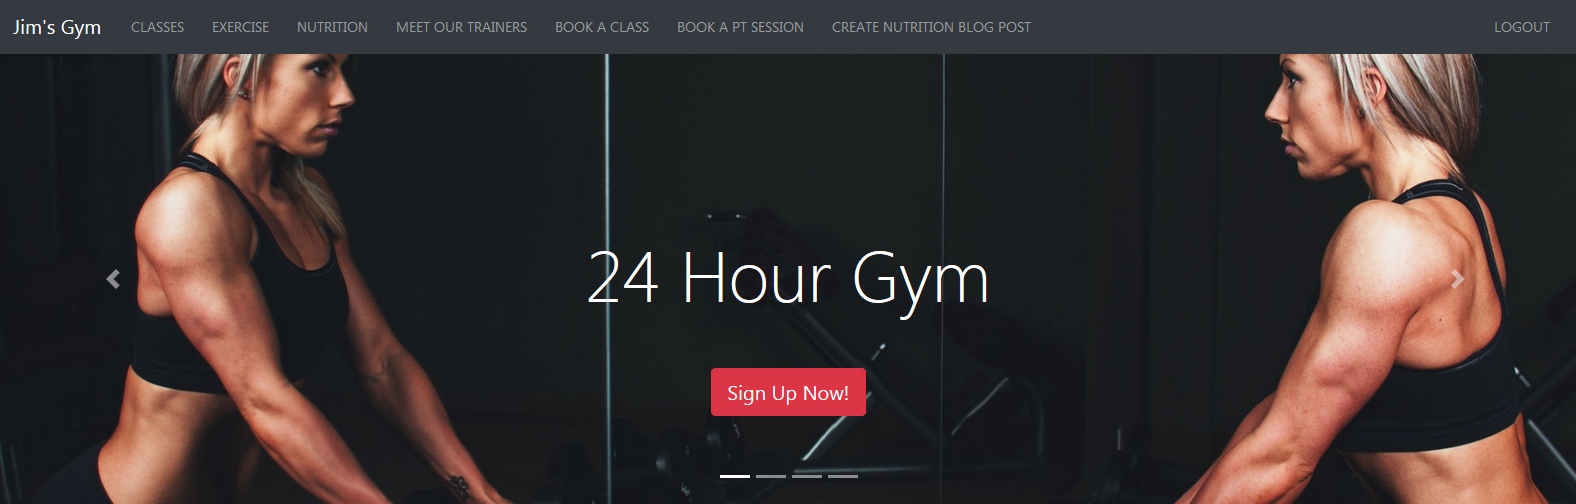 Jim's Gym CLASSES EXERCISE NUTRITION MEET OUR TRAINERS BOOK A CLASS BOOK A PT SESSION CREATE NUTRITION BLOG POST LOGOUT
24 Hour Gym
Sign Up Now!